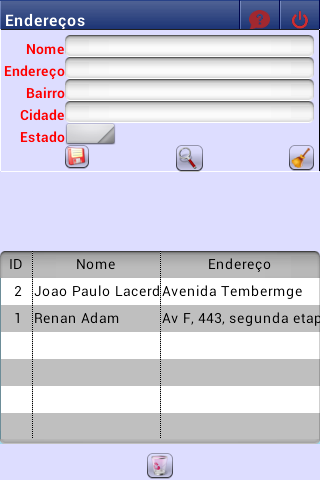 Endereços
Nome
Endereço
Bairro
Cidade
Estado
ID Nome Endereço
2 Joao Paulo Lacerd Avenida Tembermge
1 Renan Adam Av F, 443, segunda etap